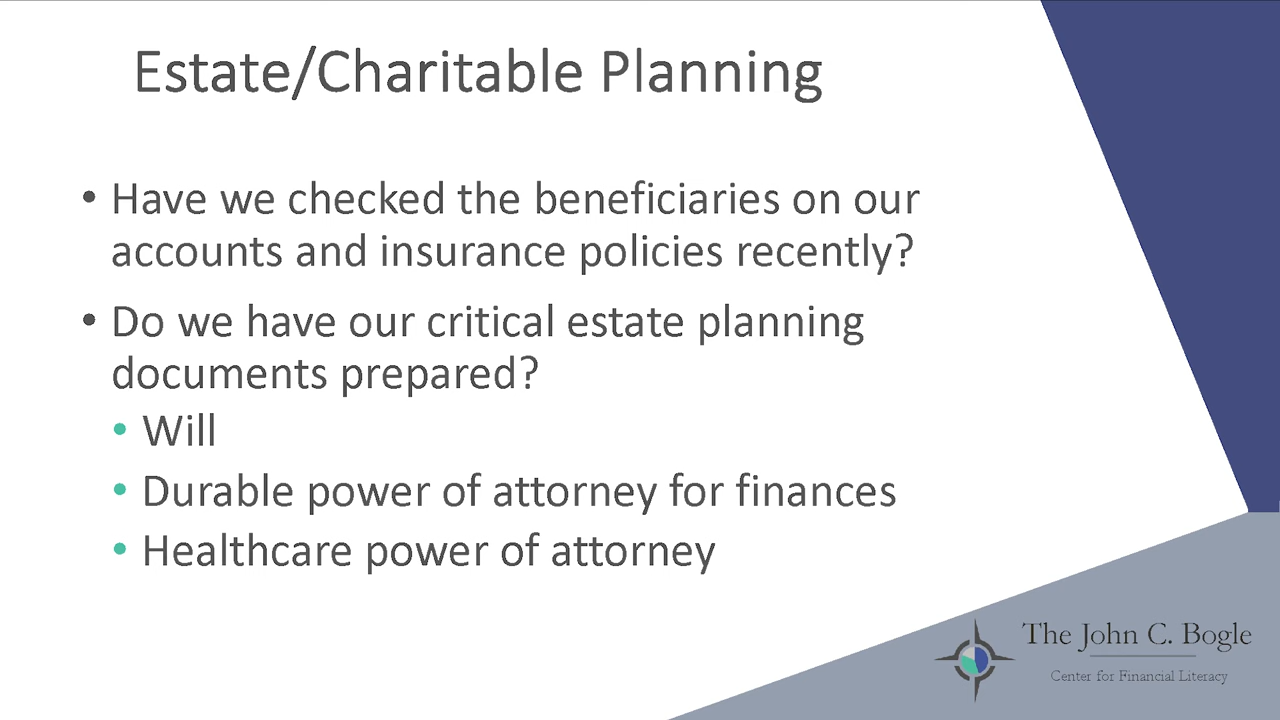 Estate/Charitable Planning
• Have we checked the beneficiaries on our
accounts and insurance policies recently?
• Do we have our critical estate planning
documents prepared?
• Will
• Durable power of attorney for finances
• Healthcare power of attorney
The John C. Bogle
Center for Financial Literacy